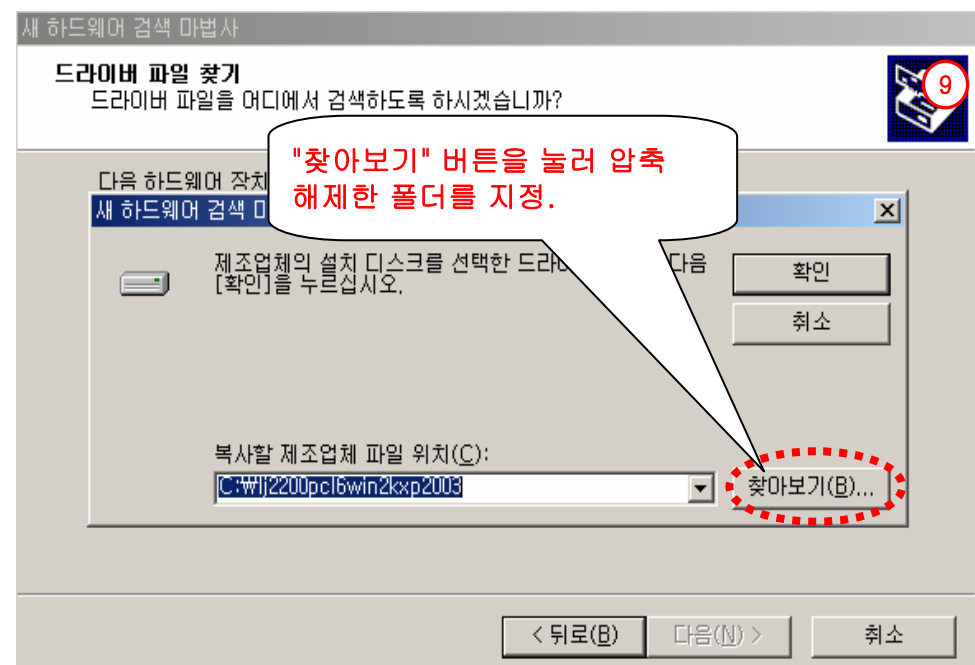 새 하드웨어 검색 마법사
드라이버 파일 찾기
드라이버 파일을 어디에서 검색하도록 하시겠습니까?
9
"찾아보기" 버튼을 눌러 압축
해제한 폴더를 지정.
다음 하드웨어 장치
새 하드웨어 검색 마
제조업체의 설치 디스크를 선택한 다음
[확인]을 누르십시오.
확인
취소
복사할 제조업체 파일 위치(C):
C:₩lj2200pcl6win2kxp2003
찾아보기(B)...
< 뒤로(B)
다음(N) >
취소